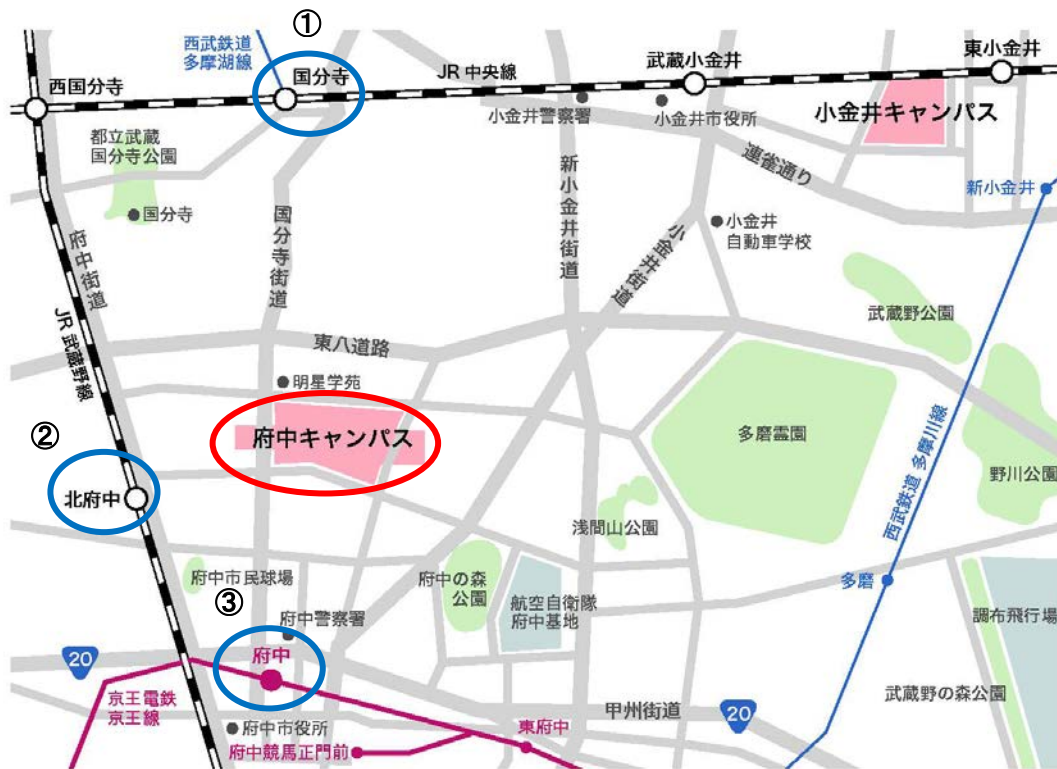 ①
西武鉄道
多摩湖線
国分寺
JR 中央線
武蔵小金井
東小金井
西国分寺
小金井警察署
小金井市役所
小金井キャンパス
都立武蔵
国分寺公園
連雀通り
新小金井
国分寺
国分寺街道
新小金井街道
小金井街道
小金井
自動車学校
府中街道
JR 武蔵野線
武蔵野公園
東八道路
明星学苑
②
府中キャンパス
多磨霊園
西武鉄道 多摩川線
野川公園
北府中
浅間山公園
府中市民球場
府中の森
公園
航空自衛隊
府中基地
多磨
調布飛行場
③
府中警察署
府中
20
京王電鉄
京王線
武蔵野の森公園
甲州街道
20
府中市役所
東府中
府中競馬正門前